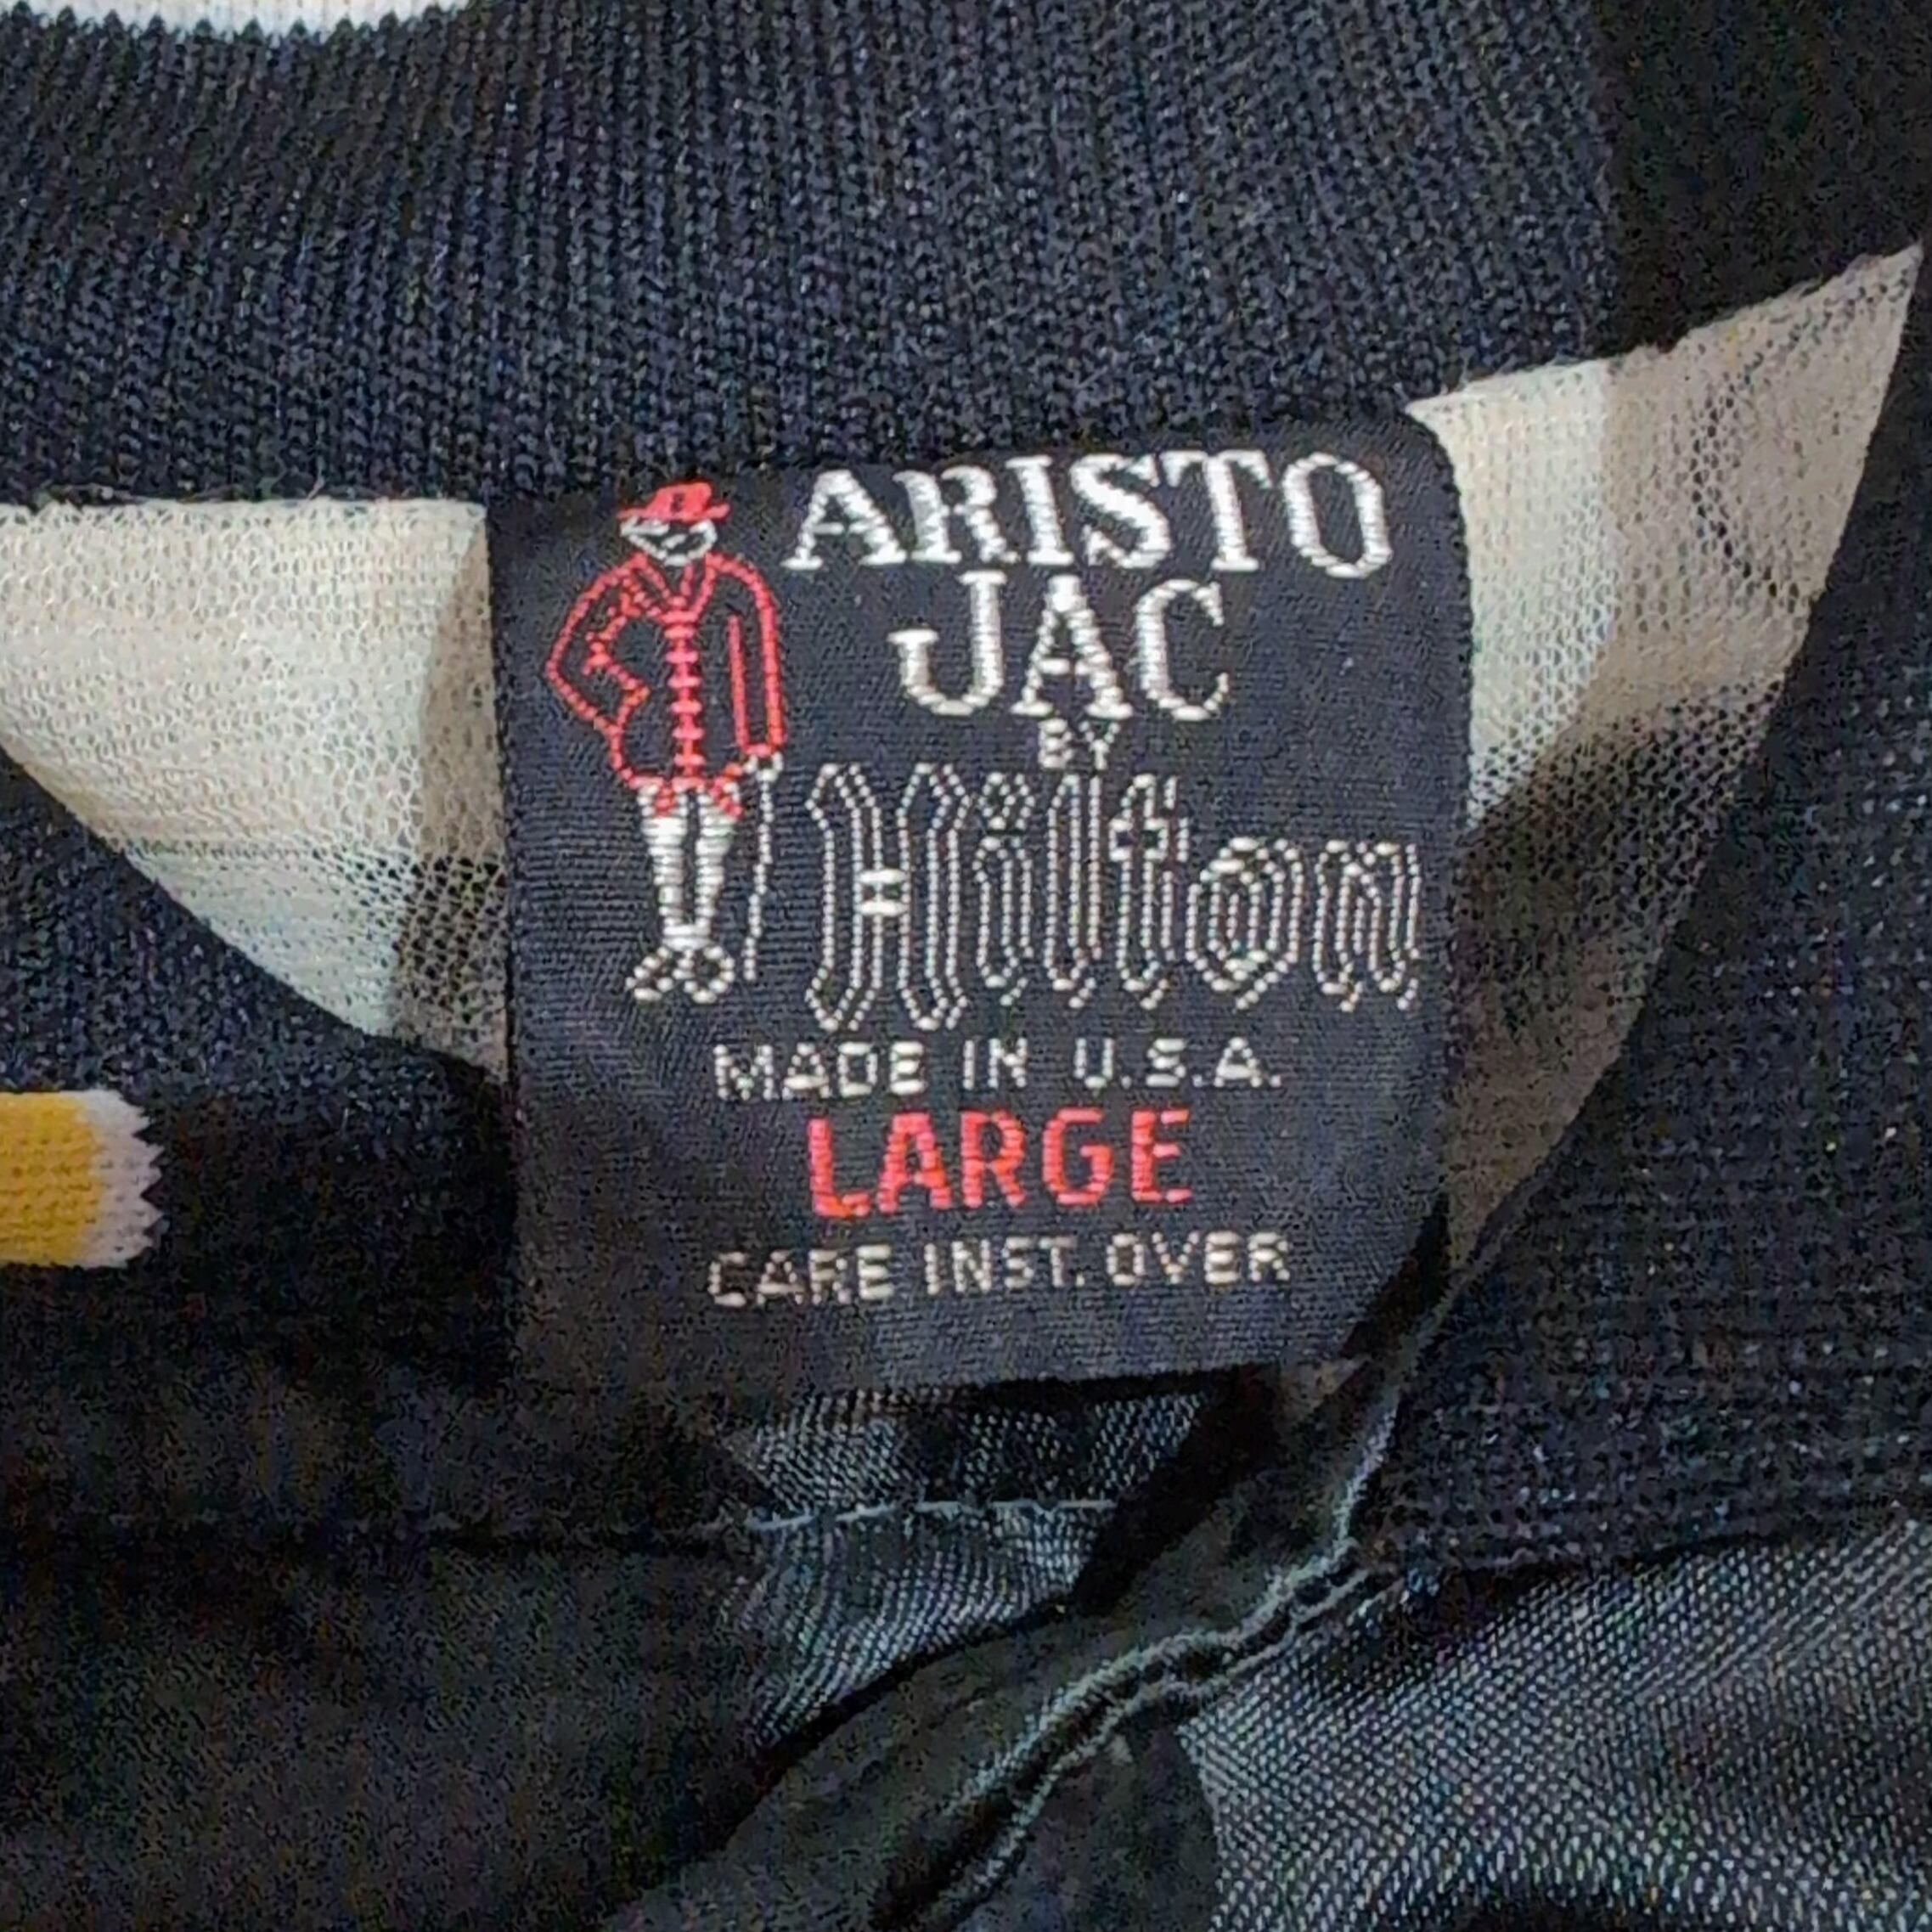 ARISTO
JAC
BY
Hilton
MADE IN U.S.A.
LARGE
CARE INST. OVER